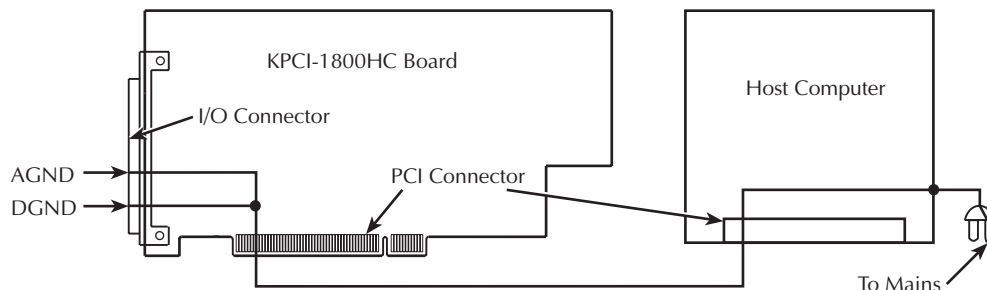 KPCI-1800HC Board
Host Computer
I/O Connector
AGND
PCI Connector
DGND
To Mains